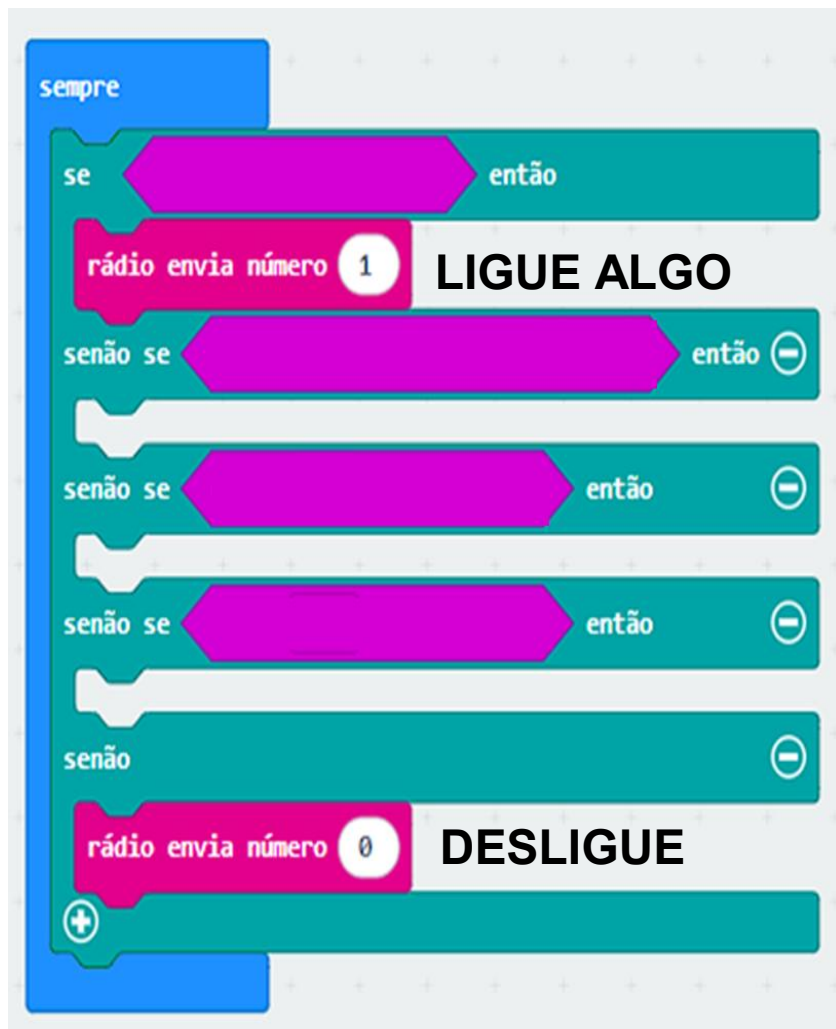 sempre
se então
rádio envia número 1 LIGUE ALGO
senão se então
senão se então
senão se então
senão
rádio envia número 0 DESLIGUE